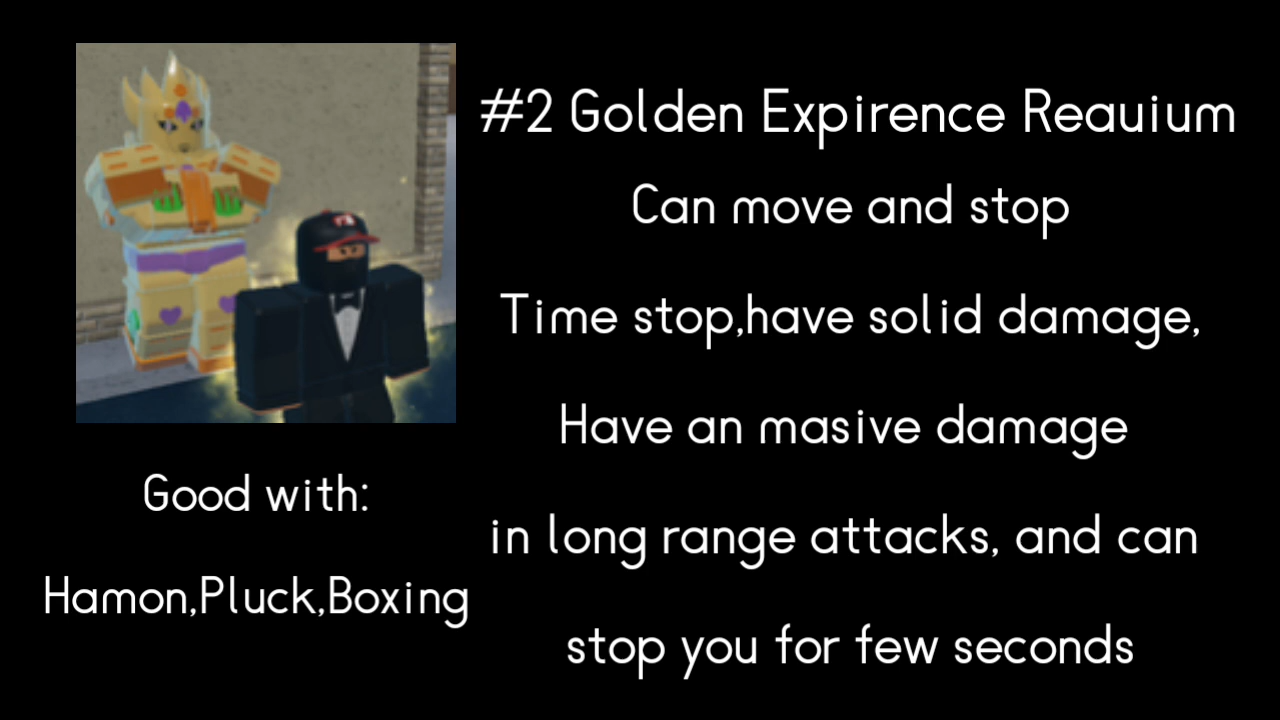 #2 Golden Expirence Reauium
Can move and stop
Time stop,have solid damage,
Have an masive damage
in long range attacks, and can
stop you for few seconds
Good with:
Hamon,Pluck,Boxing